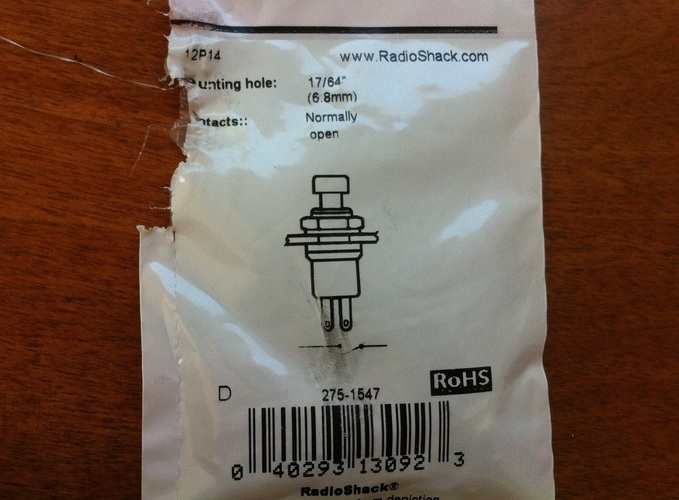 12P14
www.RadioShack.com
unting hole: 17/64"
(6.8mm)
ntacts:: Normally
open
RoHS
D 275-1547
0 40293 13092 3
RadioShack®